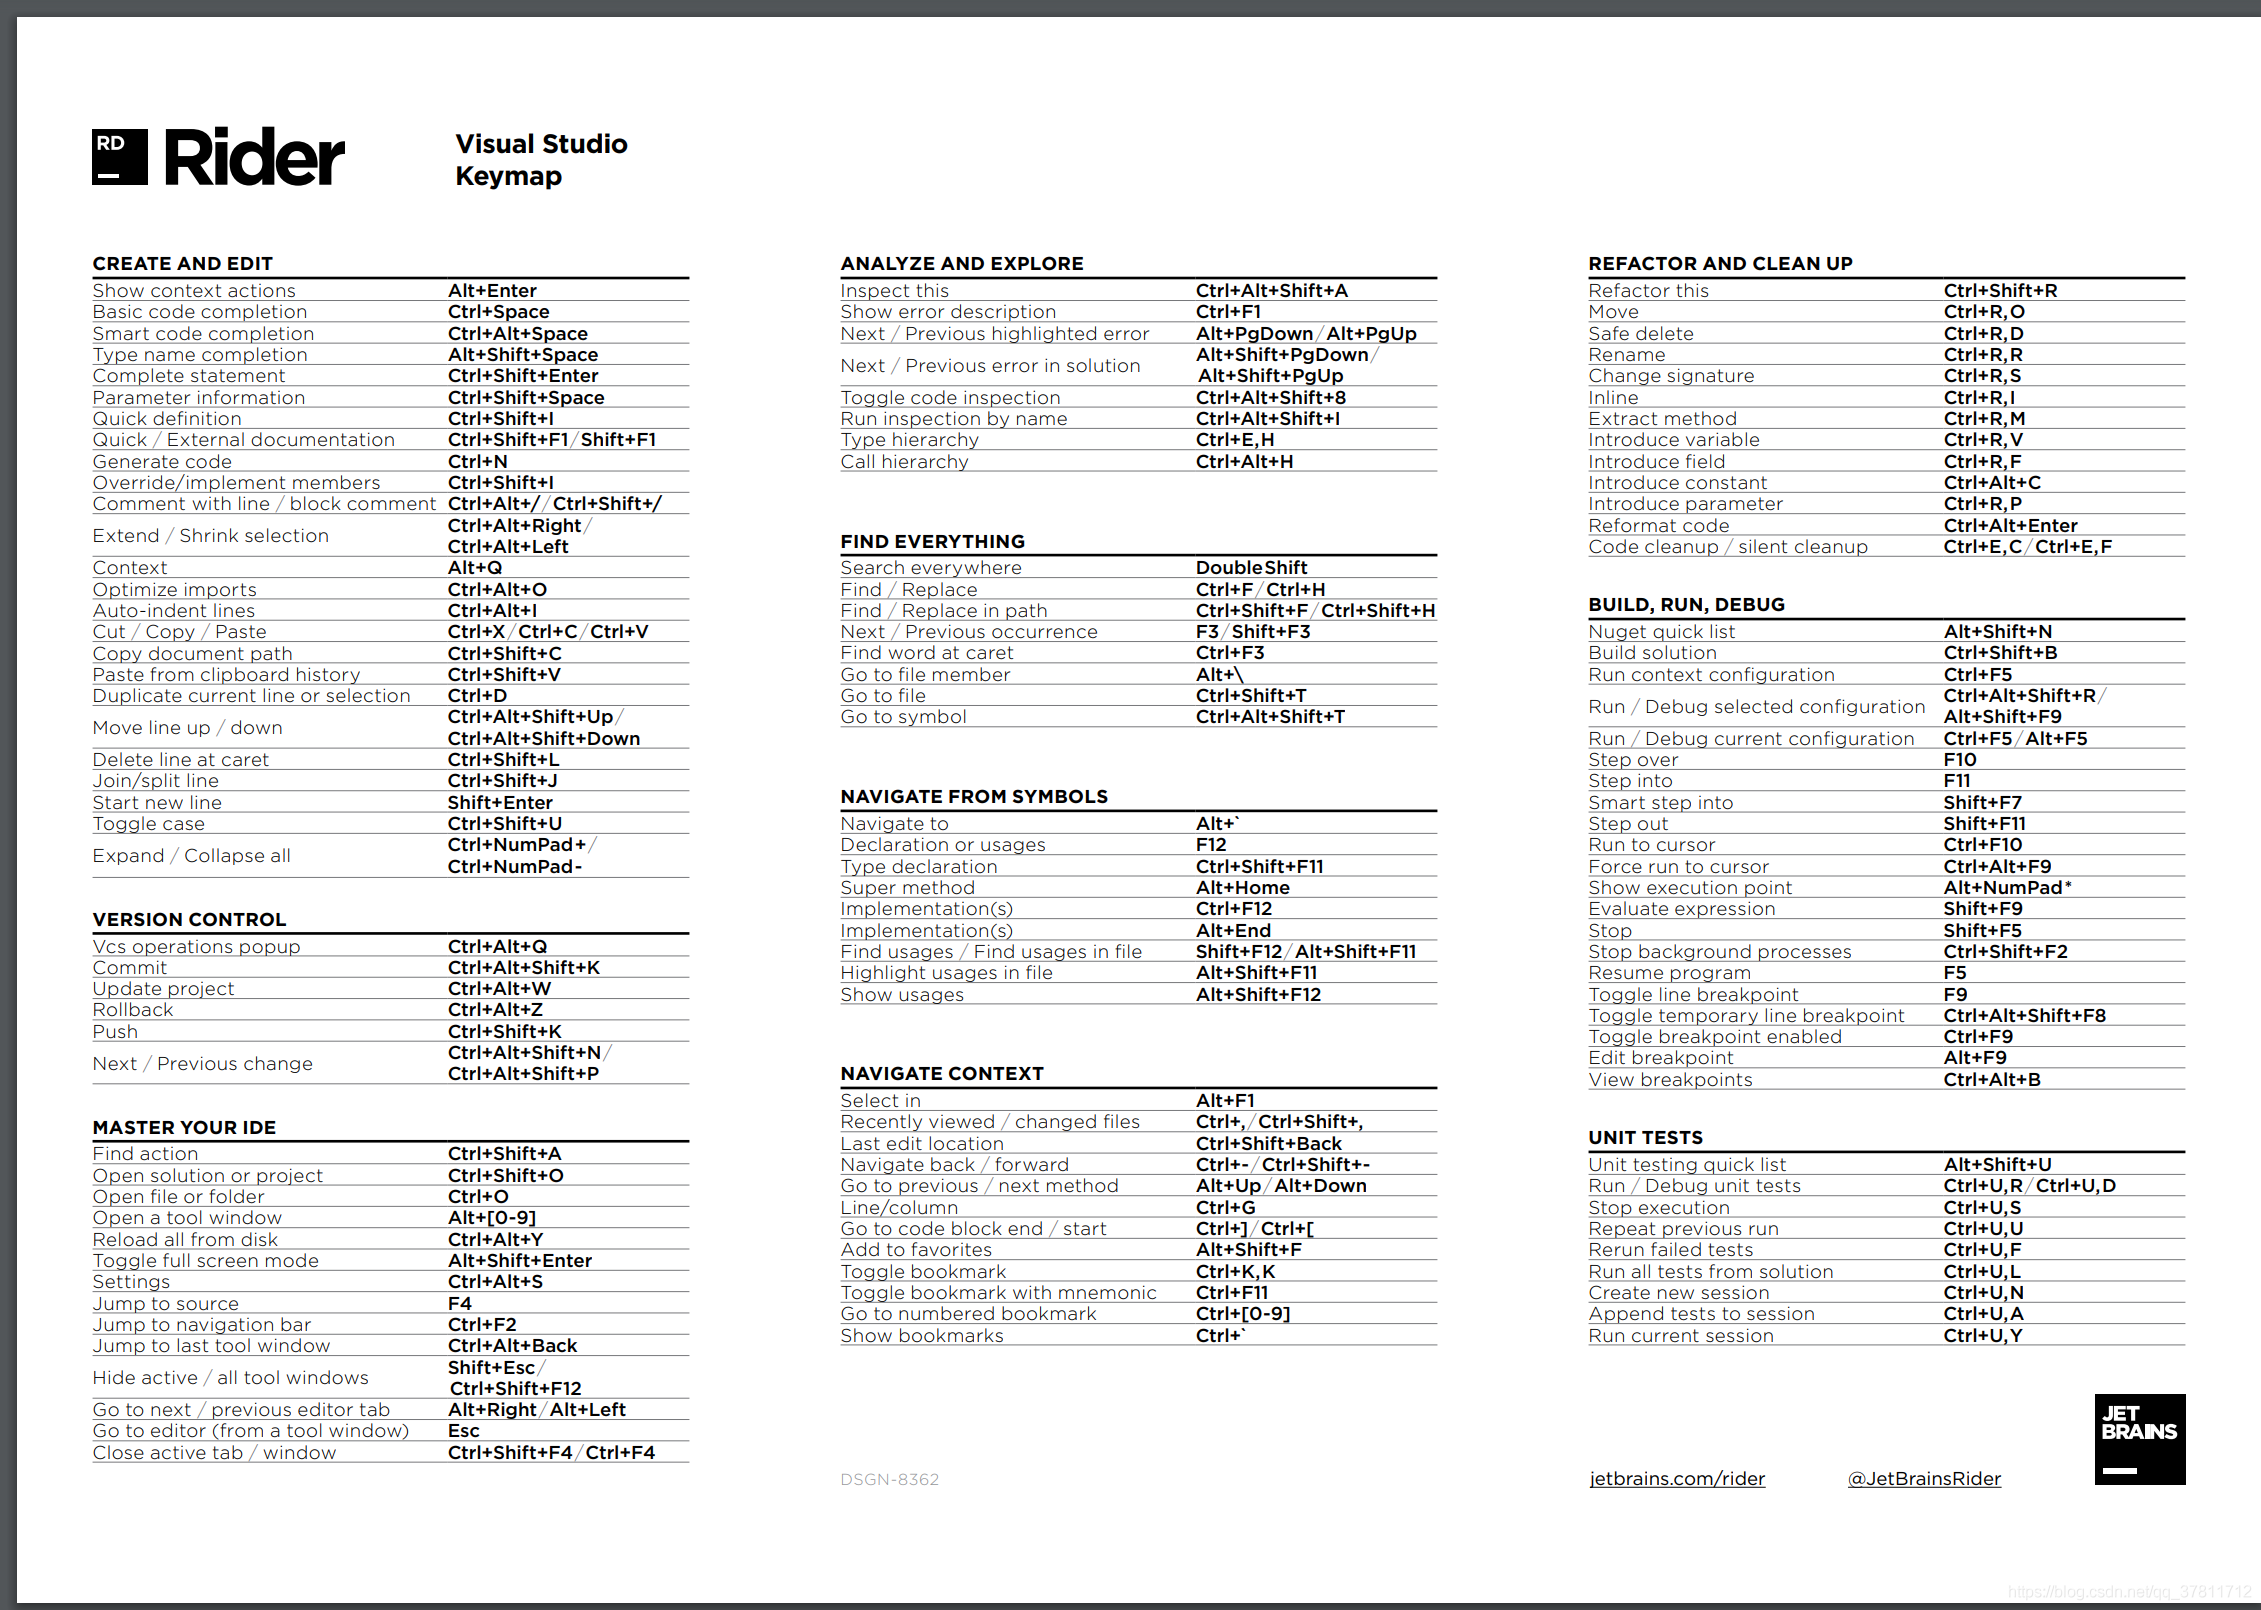 RD
Rider
Visual Studio
Keymap
CREATE AND EDIT
Show context actions Alt+Enter
Basic code completion Ctrl+Space
Smart code completion Ctrl+Alt+Space
Type name completion Alt+Shift+Space
Complete statement Ctrl+Shift+Enter
Parameter information Ctrl+Shift+Space
Quick definition Ctrl+Shift+I
Quick / External documentation Ctrl+Shift+F1/Shift+F1
Generate code Ctrl+N
Override/implement members Ctrl+Shift+I
Comment with line / block comment Ctrl+Alt+//Ctrl+Shift+/
Extend / Shrink selection Ctrl+Alt+Right/
Ctrl+Alt+Left
Context Alt+Q
Optimize imports Ctrl+Alt+O
Auto-indent lines Ctrl+Alt+I
Cut / Copy / Paste Ctrl+X/Ctrl+C/Ctrl+V
Copy document path Ctrl+Shift+C
Paste from clipboard history Ctrl+Shift+V
Duplicate current line or selection Ctrl+D
Move line up / down Ctrl+Alt+Shift+Up/
Ctrl+Alt+Shift+Down
Delete line at caret Ctrl+Shift+L
Join/split line Ctrl+Shift+J
Start new line Shift+Enter
Toggle case Ctrl+Shift+U
Expand / Collapse all Ctrl+NumPad+/
Ctrl+NumPad-
VERSION CONTROL
Vcs operations popup Ctrl+Alt+Q
Commit Ctrl+Alt+Shift+K
Update project Ctrl+Alt+W
Rollback Ctrl+Alt+Z
Push Ctrl+Shift+K
Next / Previous change Ctrl+Alt+Shift+N/
Ctrl+Alt+Shift+P
MASTER YOUR IDE
Find action Ctrl+Shift+A
Open solution or project Ctrl+Shift+O
Open file or folder Ctrl+O
Open a tool window Alt+[0-9]
Reload all from disk Ctrl+Alt+Y
Toggle full screen mode Alt+Shift+Enter
Settings Ctrl+Alt+S
Jump to source F4
Jump to navigation bar Ctrl+F2
Jump to last tool window Ctrl+Alt+Back
Hide active / all tool windows Shift+Esc/
Ctrl+Shift+F12
Go to next / previous editor tab Alt+Right/Alt+Left
Go to editor (from a tool window) Esc
Close active tab / window Ctrl+Shift+F4/Ctrl+F4
ANALYZE AND EXPLORE
Inspect this Ctrl+Alt+Shift+A
Show error description Ctrl+F1
Next / Previous highlighted error Alt+PgDown/Alt+PgUp
Next / Previous error in solution Alt+Shift+PgDown/
Alt+Shift+PgUp
Toggle code inspection Ctrl+Alt+Shift+8
Run inspection by name Ctrl+Alt+Shift+I
Type hierarchy Ctrl+E,H
Call hierarchy Ctrl+Alt+H
FIND EVERYTHING
Search everywhere Double Shift
Find / Replace Ctrl+F/Ctrl+H
Find / Replace in path Ctrl+Shift+F/Ctrl+Shift+H
Next / Previous occurrence F3/Shift+F3
Find word at caret Ctrl+F3
Go to file member Alt+\
Go to file Ctrl+Shift+T
Go to symbol Ctrl+Alt+Shift+T
NAVIGATE FROM SYMBOLS
Navigate to Alt+`
Declaration or usages F12
Type declaration Ctrl+Shift+F11
Super method Alt+Home
Implementation(s) Ctrl+F12
Implementation(s) Alt+End
Find usages / Find usages in file Shift+F12/Alt+Shift+F11
Highlight usages in file Alt+Shift+F11
Show usages Alt+Shift+F12
NAVIGATE CONTEXT
Select in Alt+F1
Recently viewed / changed files Ctrl+,/Ctrl+Shift+,
Last edit location Ctrl+Shift+Back
Navigate back / forward Ctrl+-/Ctrl+Shift+-
Go to previous / next method Alt+Up/Alt+Down
Line/column Ctrl+G
Go to code block end / start Ctrl+]/Ctrl+[
Add to favorites Alt+Shift+F
Toggle bookmark Ctrl+K,K
Toggle bookmark with mnemonic Ctrl+F11
Go to numbered bookmark Ctrl+[0-9]
Show bookmarks Ctrl+`
DSGN-8362
REFACTOR AND CLEAN UP
Refactor this Ctrl+Shift+R
Move Ctrl+R,O
Safe delete Ctrl+R,D
Rename Ctrl+R,R
Change signature Ctrl+R,S
Inline Ctrl+R,I
Extract method Ctrl+R,M
Introduce variable Ctrl+R,V
Introduce field Ctrl+R,F
Introduce constant Ctrl+Alt+C
Introduce parameter Ctrl+R,P
Reformat code Ctrl+Alt+Enter
Code cleanup / silent cleanup Ctrl+E,C/Ctrl+E,F
BUILD, RUN, DEBUG
Nuget quick list Alt+Shift+N
Build solution Ctrl+Shift+B
Run context configuration Ctrl+F5
Run / Debug selected configuration Ctrl+Alt+Shift+R/
Alt+Shift+F9
Run / Debug current configuration Ctrl+F5/Alt+F5
Step over F10
Step into F11
Smart step into Shift+F7
Step out Shift+F11
Run to cursor Ctrl+F10
Force run to cursor Ctrl+Alt+F9
Show execution point Alt+NumPad*
Evaluate expression Shift+F9
Stop Shift+F5
Stop background processes Ctrl+Shift+F2
Resume program F5
Toggle line breakpoint F9
Toggle temporary line breakpoint Ctrl+Alt+Shift+F8
Toggle breakpoint enabled Ctrl+F9
Edit breakpoint Alt+F9
View breakpoints Ctrl+Alt+B
UNIT TESTS
Unit testing quick list Alt+Shift+U
Run / Debug unit tests Ctrl+U,R/Ctrl+U,D
Stop execution Ctrl+U,S
Repeat previous run Ctrl+U,U
Rerun failed tests Ctrl+U,F
Run all tests from solution Ctrl+U,L
Create new session Ctrl+U,N
Append tests to session Ctrl+U,A
Run current session Ctrl+U,Y
jetbrains.com/rider @JetBrainsRider
JET
BRAINS
https://blog.csdn.net/qq_37811712